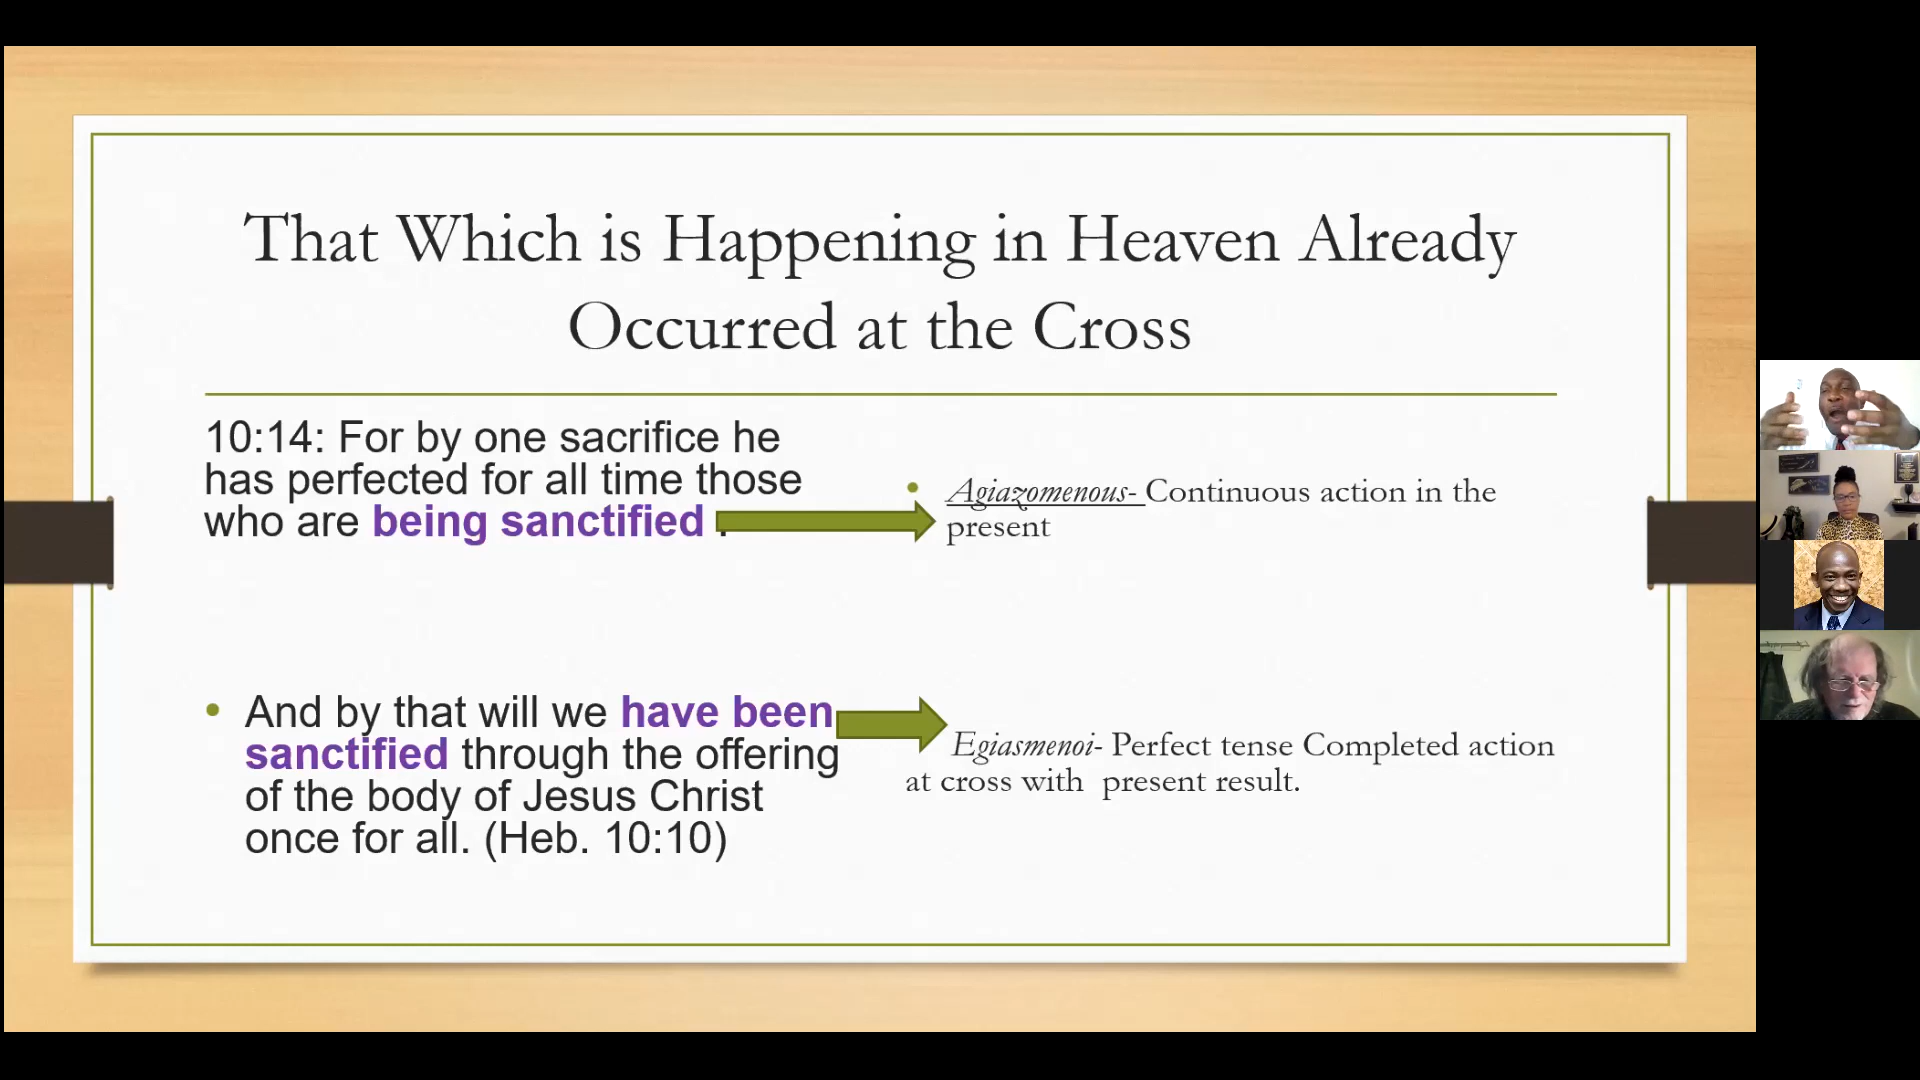 That Which is Happening in Heaven Already
Occurred at the Cross
10:14: For by one sacrifice he
has perfected for all time those
who are being sanctified .
• Agiazomenous- Continuous action in the
present
• And by that will we have been
sanctified through the offering
of the body of Jesus Christ
once for all. (Heb. 10:10)
Egiasmenoi- Perfect tense Completed action
at cross with present result.